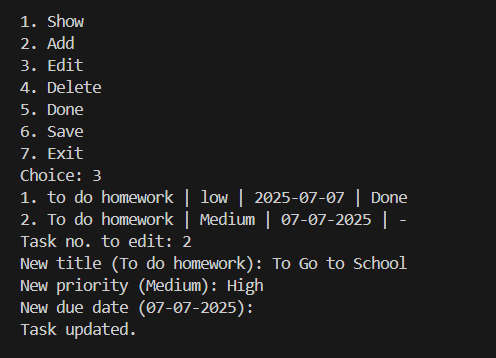 1. Show
2. Add
3. Edit
4. Delete
5. Done
6. Save
7. Exit
Choice: 3
1. to do homework | low | 2025-07-07 | Done
2. To do homework | Medium | 07-07-2025 | -
Task no. to edit: 2
New title (To do homework): To Go to School
New priority (Medium): High
New due date (07-07-2025):
Task updated.